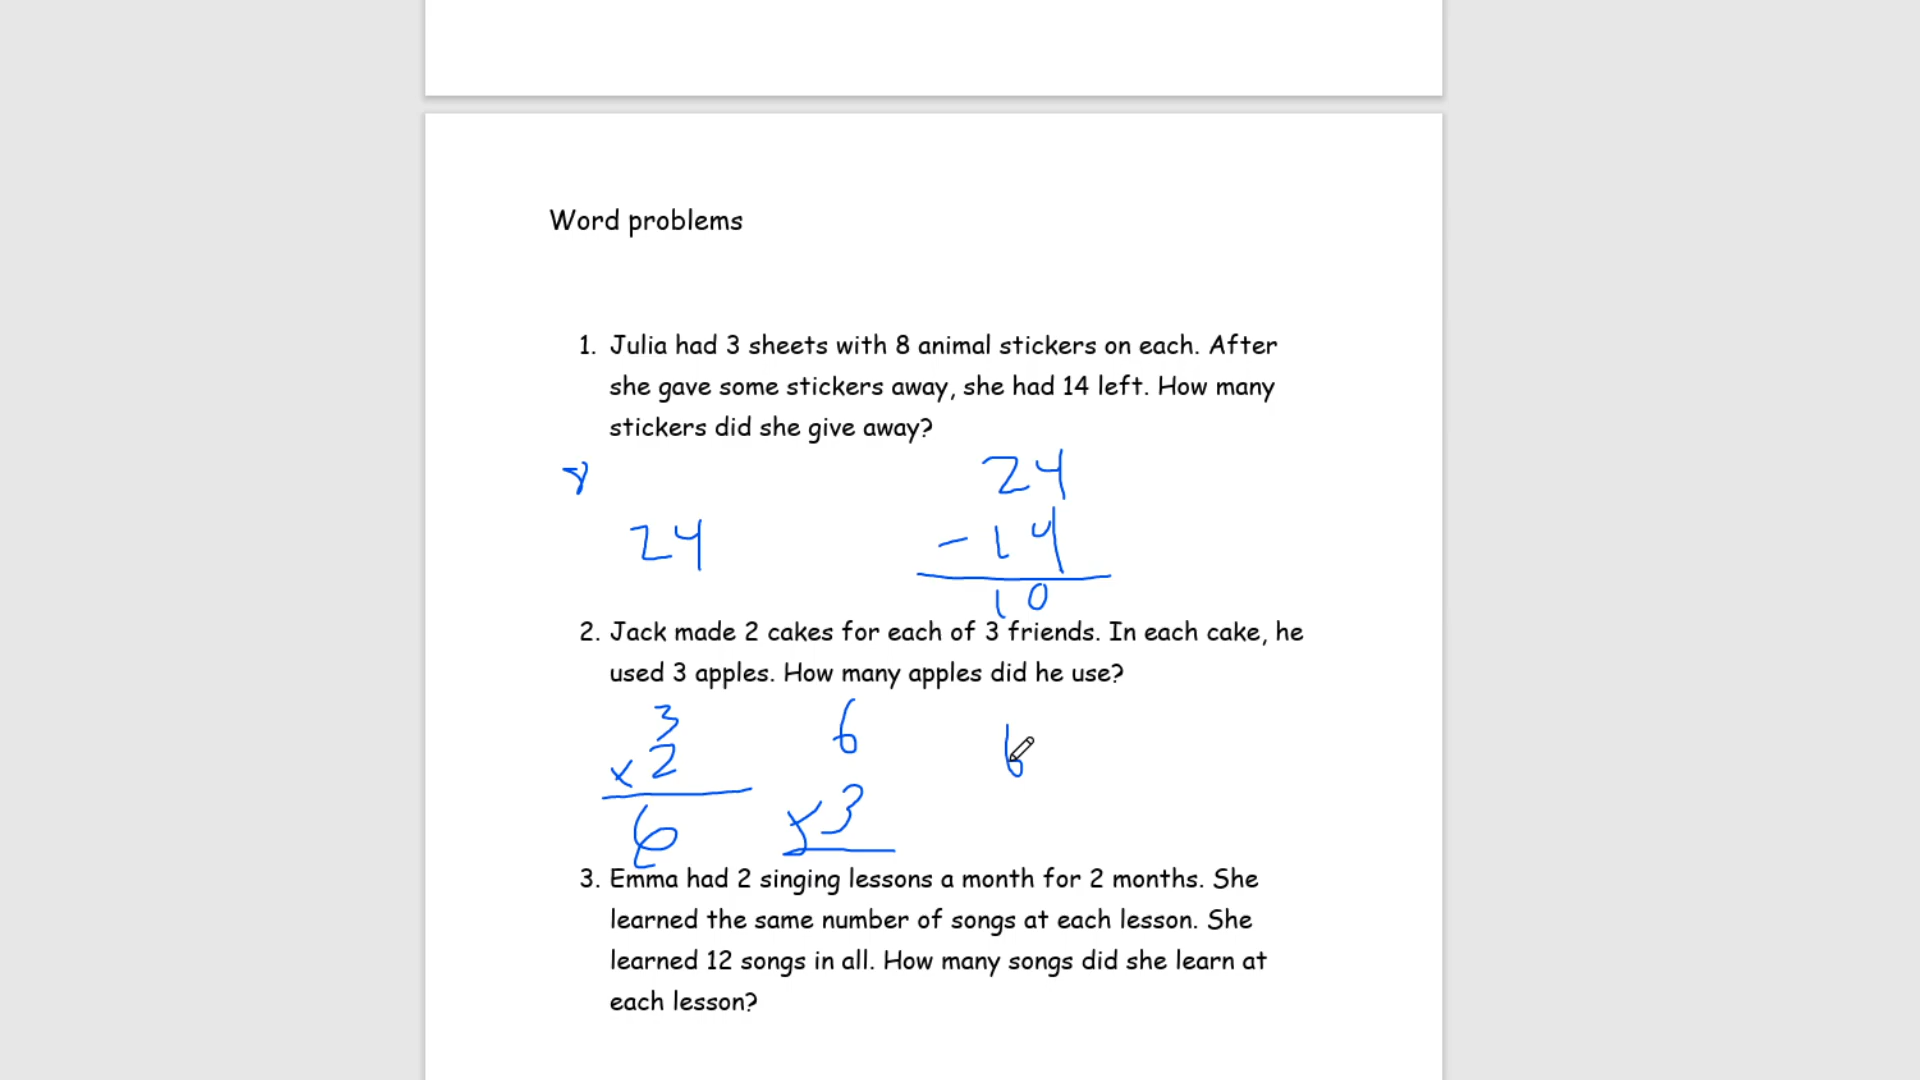 Word problems
1. Julia had 3 sheets with 8 animal stickers on each. After
she gave some stickers away, she had 14 left. How many
stickers did she give away?
24
24
- 14
10
2. Jack made 2 cakes for each of 3 friends. In each cake, he
used 3 apples. How many apples did he use?
3
x 2
6
6
x 3
6
3. Emma had 2 singing lessons a month for 2 months. She
learned the same number of songs at each lesson. She
learned 12 songs in all. How many songs did she learn at
each lesson?